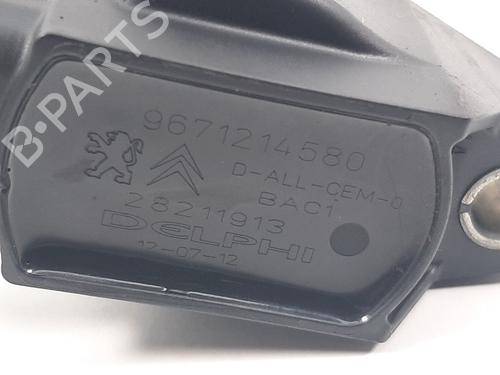 B-PARTS
9671214580
D-ALL-CEM-0
BAC1
28211913
DELPHI
12-07-12